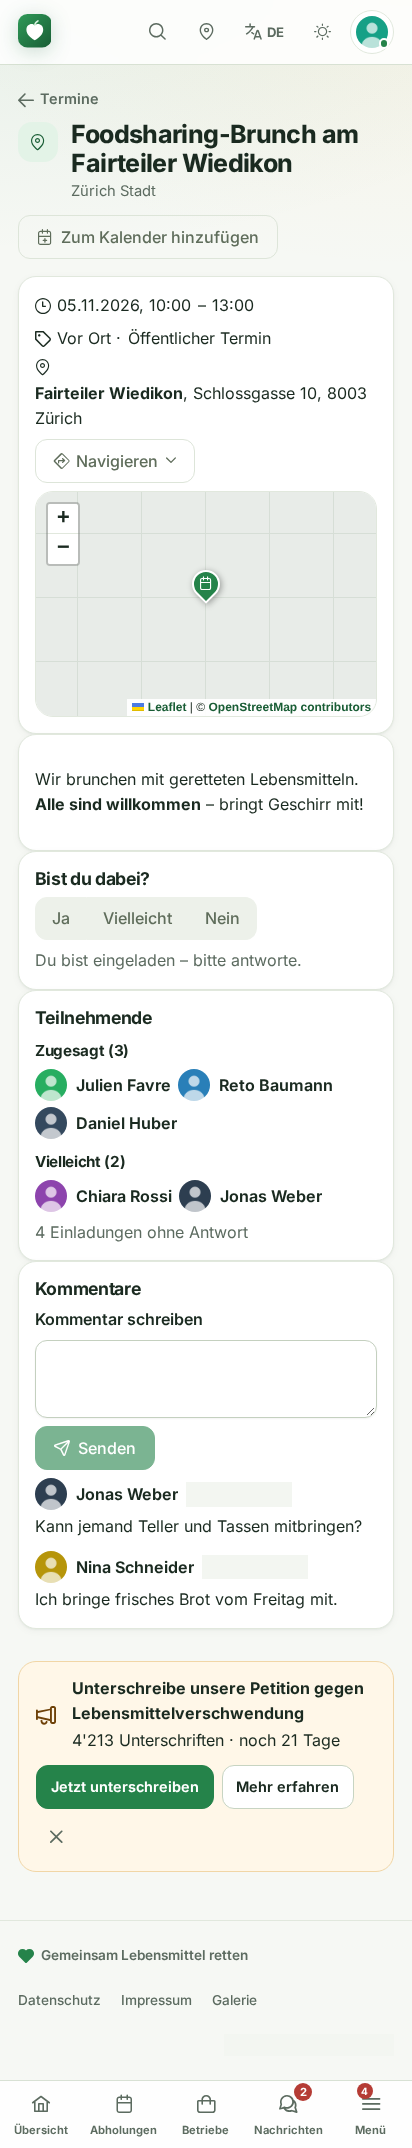 DE
Termine
Foodsharing-Brunch am
Fairteiler Wiedikon
Zürich Stadt
Zum Kalender hinzufügen
05.11.2026, 10:00 – 13:00
Vor Ort · Öffentlicher Termin
Fairteiler Wiedikon, Schlossgasse 10, 8003
Zürich
Navigieren
+
−
Leaflet | © OpenStreetMap contributors
Wir brunchen mit geretteten Lebensmitteln.
Alle sind willkommen – bringt Geschirr mit!
Bist du dabei?
Ja Vielleicht Nein
Du bist eingeladen – bitte antworte.
Teilnehmende
Zugesagt (3)
Julien Favre Reto Baumann
Daniel Huber
Vielleicht (2)
Chiara Rossi Jonas Weber
4 Einladungen ohne Antwort
Kommentare
Kommentar schreiben
Senden
Jonas Weber
Kann jemand Teller und Tassen mitbringen?
Nina Schneider
Ich bringe frisches Brot vom Freitag mit.
Unterschreibe unsere Petition gegen
Lebensmittelverschwendung
4'213 Unterschriften · noch 21 Tage
Jetzt unterschreiben Mehr erfahren
Gemeinsam Lebensmittel retten
Datenschutz Impressum Galerie
2 4
Übersicht Abholungen Betriebe Nachrichten Menü